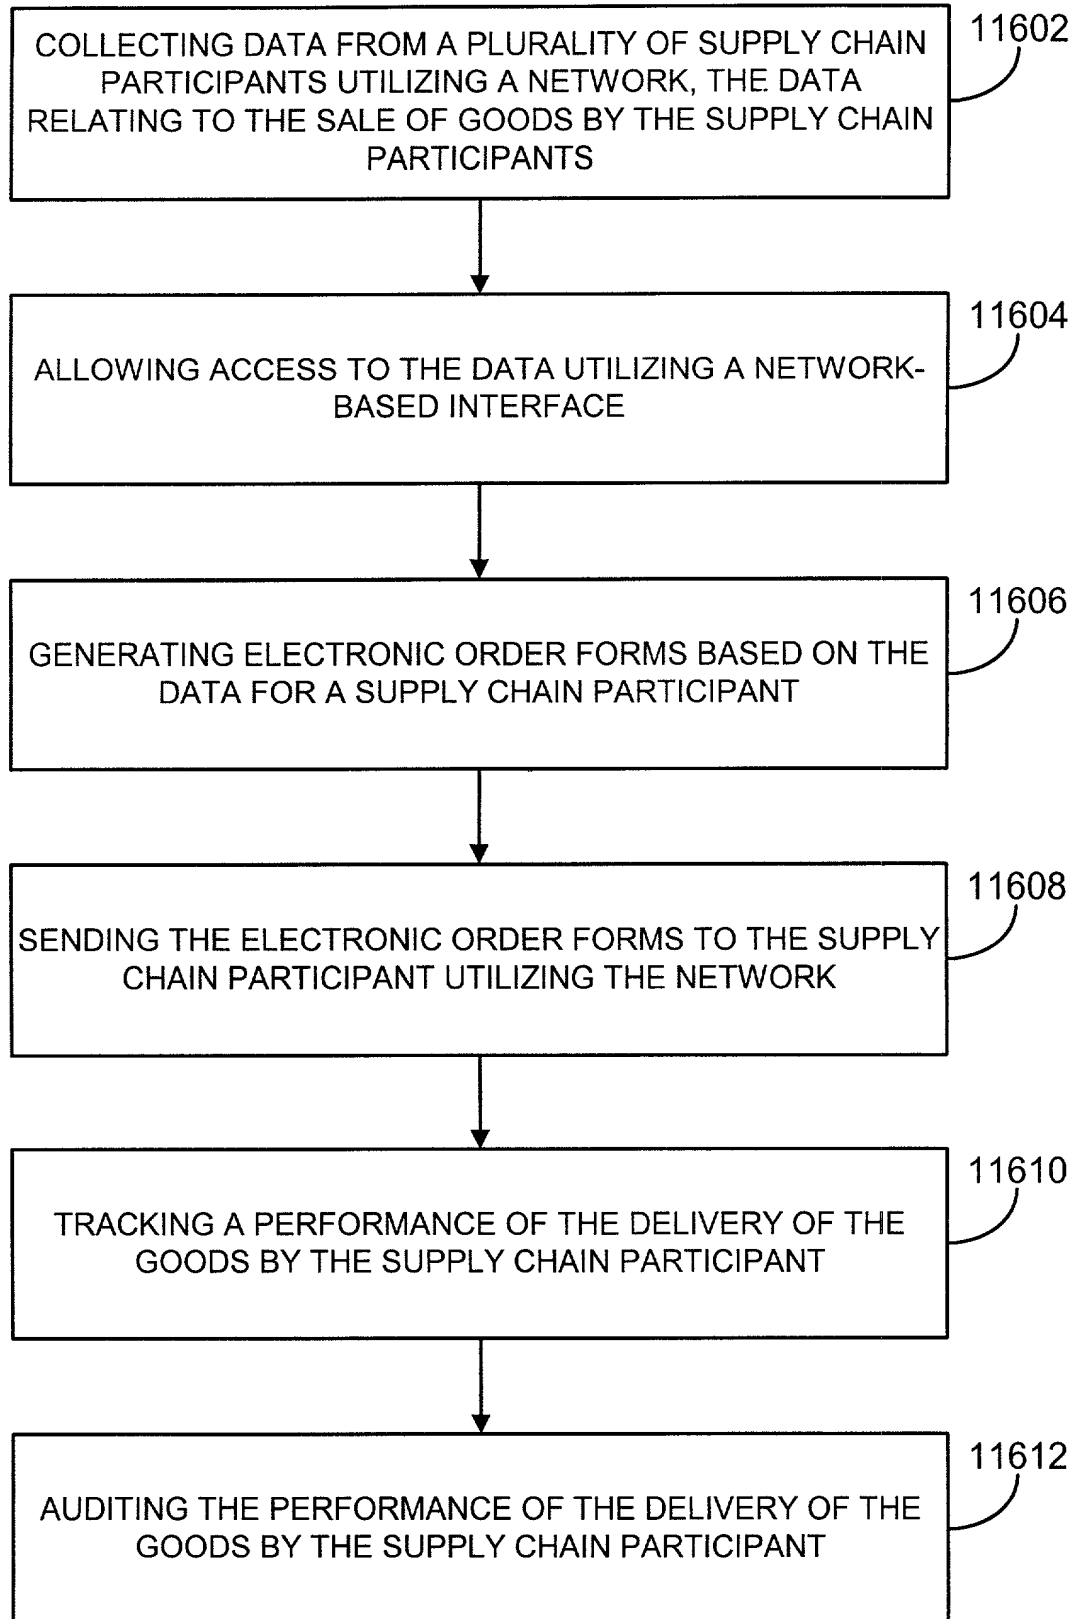 COLLECTING DATA FROM A PLURALITY OF SUPPLY CHAIN
PARTICIPANTS UTILIZING A NETWORK, THE DATA
RELATING TO THE SALE OF GOODS BY THE SUPPLY CHAIN
PARTICIPANTS
11602
ALLOWING ACCESS TO THE DATA UTILIZING A NETWORK-
BASED INTERFACE
11604
GENERATING ELECTRONIC ORDER FORMS BASED ON THE
DATA FOR A SUPPLY CHAIN PARTICIPANT
11606
SENDING THE ELECTRONIC ORDER FORMS TO THE SUPPLY
CHAIN PARTICIPANT UTILIZING THE NETWORK
11608
TRACKING A PERFORMANCE OF THE DELIVERY OF THE
GOODS BY THE SUPPLY CHAIN PARTICIPANT
11610
AUDITING THE PERFORMANCE OF THE DELIVERY OF THE
GOODS BY THE SUPPLY CHAIN PARTICIPANT
11612